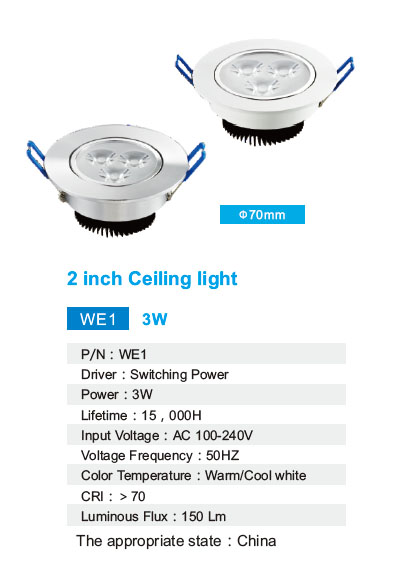 Φ70mm
2 inch Ceiling light
WE1 3W
P/N：WE1
Driver：Switching Power
Power：3W
Lifetime：15，000H
Input Voltage：AC 100-240V
Voltage Frequency：50HZ
Color Temperature：Warm/Cool white
CRI：＞70
Luminous Flux：150 Lm
The appropriate state：China